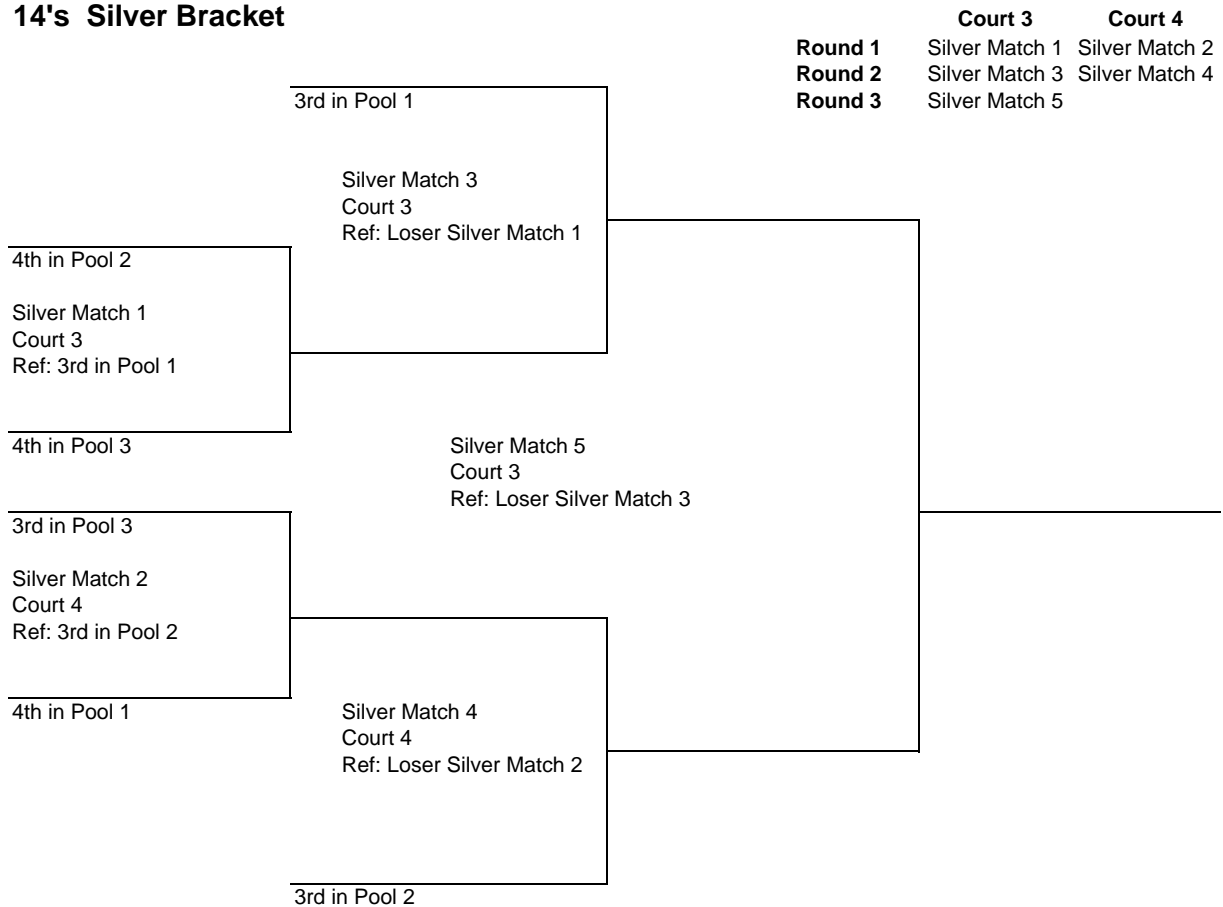 14's Silver Bracket
Court 3 Court 4
Round 1 Silver Match 1 Silver Match 2
Round 2 Silver Match 3 Silver Match 4
Round 3 Silver Match 5
3rd in Pool 1
Silver Match 3
Court 3
Ref: Loser Silver Match 1
4th in Pool 2
Silver Match 1
Court 3
Ref: 3rd in Pool 1
4th in Pool 3
Silver Match 5
Court 3
Ref: Loser Silver Match 3
3rd in Pool 3
Silver Match 2
Court 4
Ref: 3rd in Pool 2
4th in Pool 1
Silver Match 4
Court 4
Ref: Loser Silver Match 2
3rd in Pool 2